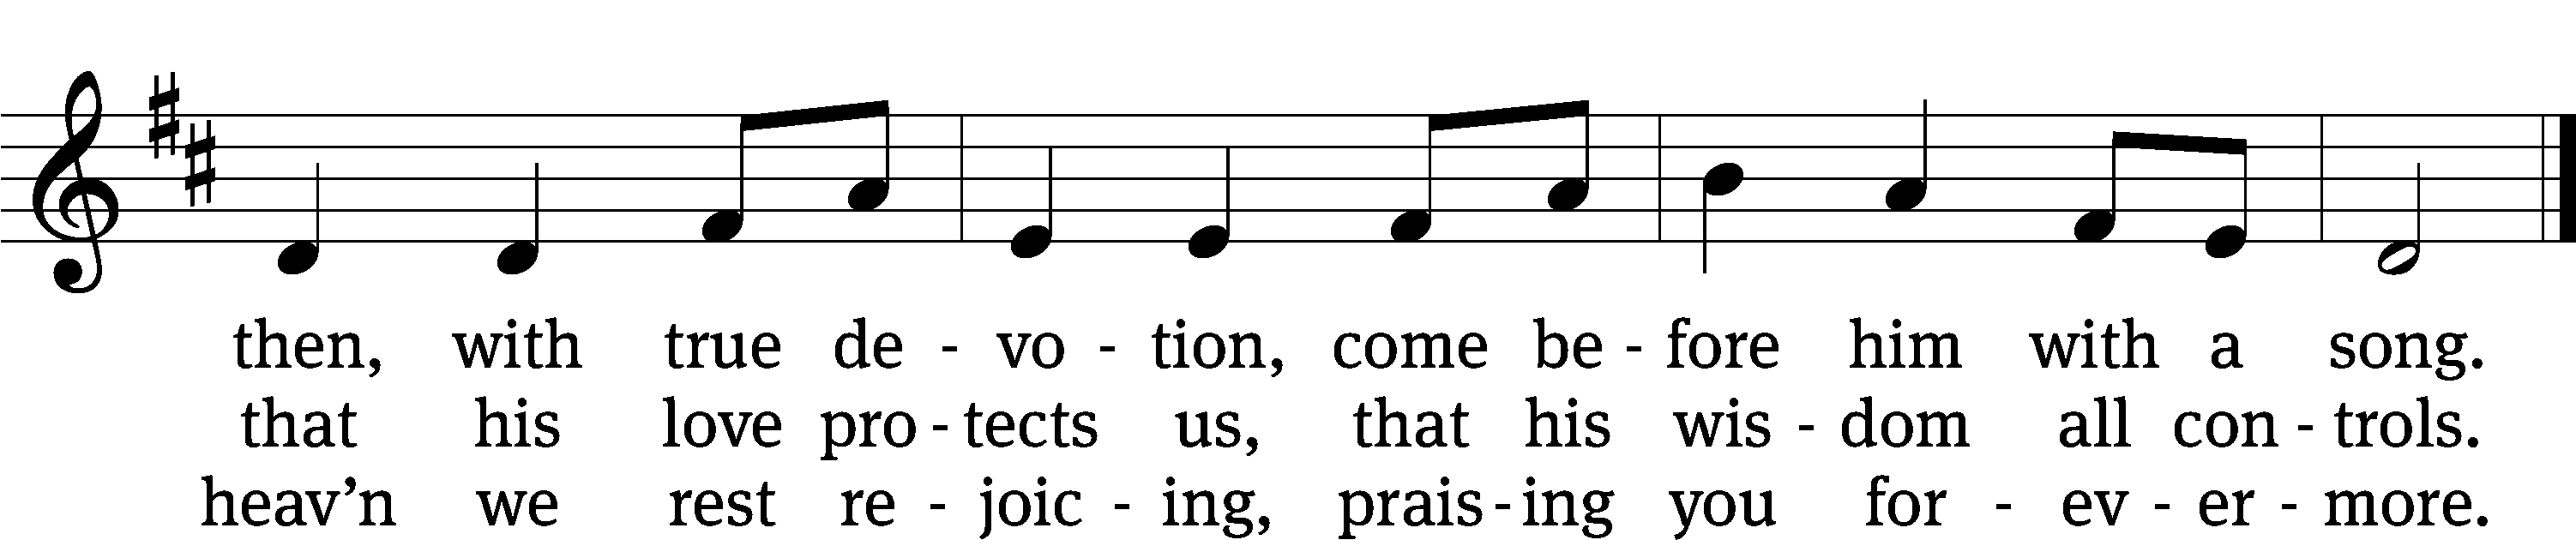 then, with true de - vo - tion, come be - fore him with a song.
that his love pro - tects us, that his wis - dom all con - trols.
heav’n we rest re - joic - ing, prais - ing you for - ev - er - more.